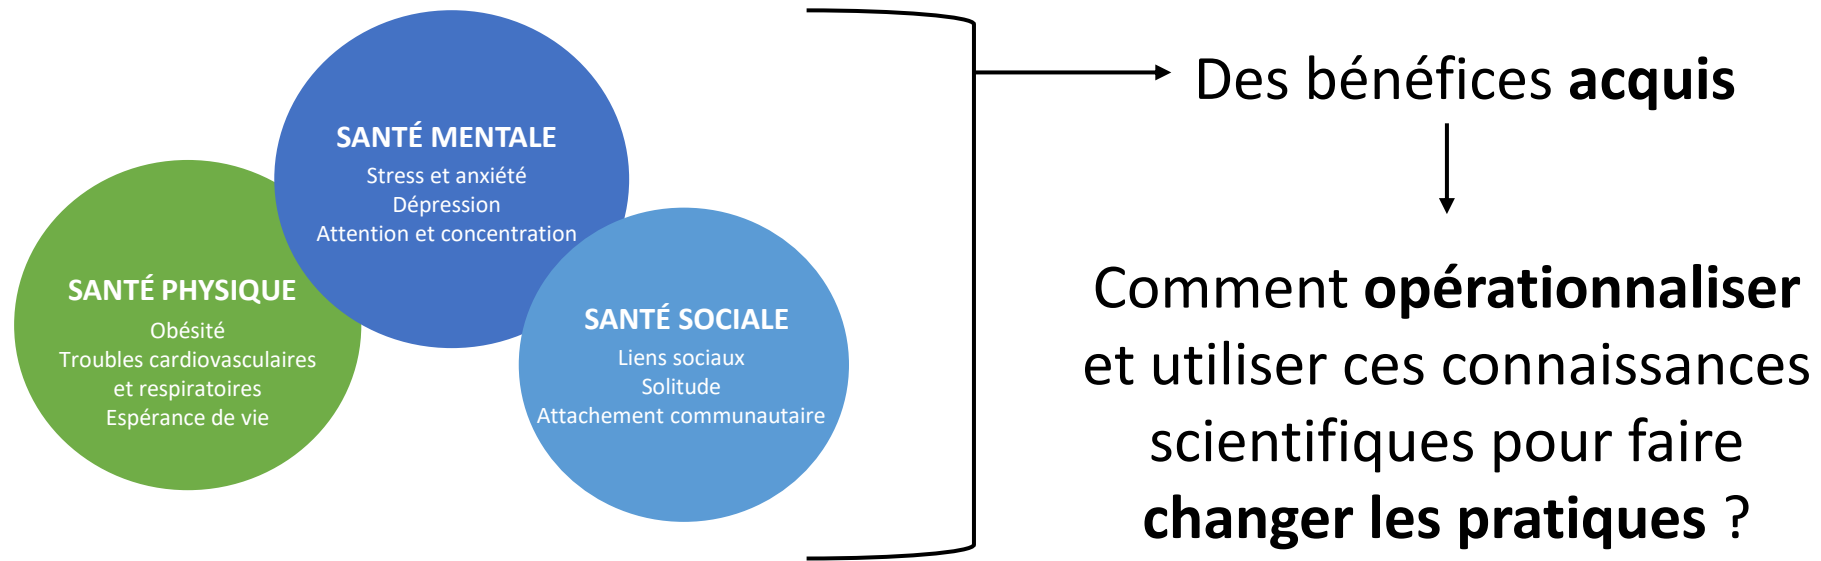 SANTÉ MENTALE
Stress et anxiété
Dépression
Attention et concentration
SANTÉ PHYSIQUE
Obésité
Troubles cardiovasculaires
et respiratoires
Espérance de vie
SANTÉ SOCIALE
Liens sociaux
Solitude
Attachement communautaire
Des bénéfices acquis
Comment opérationnaliser
et utiliser ces connaissances
scientifiques pour faire
changer les pratiques ?